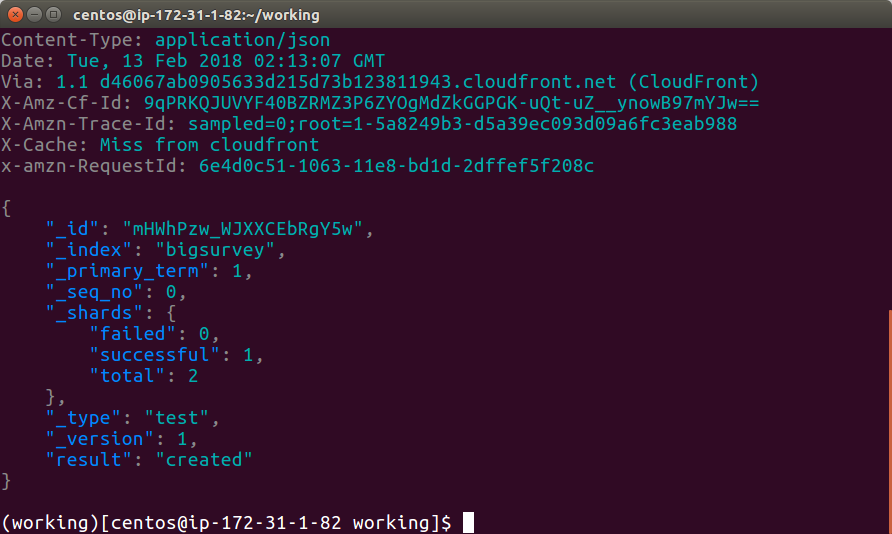 centos@ip-172-31-1-82:~/working
Content-Type: application/json
Date: Tue, 13 Feb 2018 02:13:07 GMT
Via: 1.1 d46067ab0905633d215d73b123811943.cloudfront.net (CloudFront)
X-Amz-Cf-Id: 9qPRKQJUVYF40BZRMZ3P6ZYOgMdZkGGPGK-uQt-uZ__ynowB97mYJw==
X-Amzn-Trace-Id: sampled=0;root=1-5a8249b3-d5a39ec093d09a6fc3eab988
X-Cache: Miss from cloudfront
x-amzn-RequestId: 6e4d0c51-1063-11e8-bd1d-2dffef5f208c
{
    "_id": "mHWhPzw_WJXXCEbRgY5w",
    "_index": "bigsurvey",
    "_primary_term": 1,
    "_seq_no": 0,
    "_shards": {
        "failed": 0,
        "successful": 1,
        "total": 2
    },
    "_type": "test",
    "_version": 1,
    "result": "created"
}
(working)[centos@ip-172-31-1-82 working]$